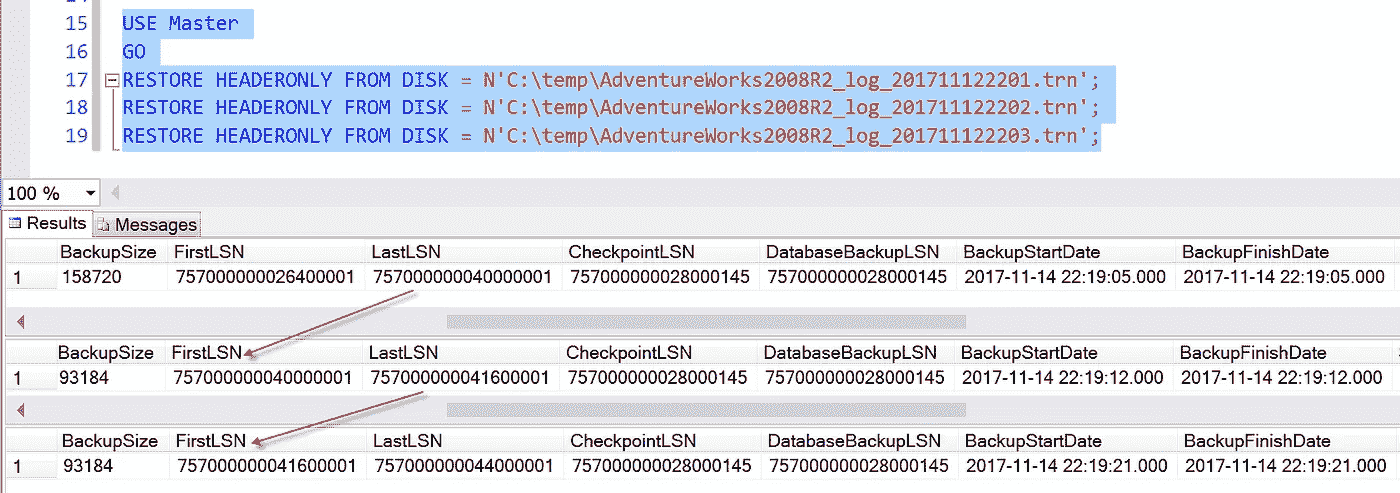 15 USE Master
16 GO
17 RESTORE HEADERONLY FROM DISK = N'C:\temp\AdventureWorks2008R2_log_201711122201.trn';
18 RESTORE HEADERONLY FROM DISK = N'C:\temp\AdventureWorks2008R2_log_201711122202.trn';
19 RESTORE HEADERONLY FROM DISK = N'C:\temp\AdventureWorks2008R2_log_201711122203.trn';
100 %
Results Messages
BackupSize FirstLSN LastLSN CheckpointLSN DatabaseBackupLSN BackupStartDate BackupFinishDate
1 158720 757000000026400001 757000000040000001 757000000028000145 757000000028000145 2017-11-14 22:19:05.000 2017-11-14 22:19:05.000
BackupSize FirstLSN LastLSN CheckpointLSN DatabaseBackupLSN BackupStartDate BackupFinishDate
1 93184 757000000040000001 757000000041600001 757000000028000145 757000000028000145 2017-11-14 22:19:12.000 2017-11-14 22:19:12.000
BackupSize FirstLSN LastLSN CheckpointLSN DatabaseBackupLSN BackupStartDate BackupFinishDate
1 93184 757000000041600001 757000000044000001 757000000028000145 757000000028000145 2017-11-14 22:19:21.000 2017-11-14 22:19:21.000